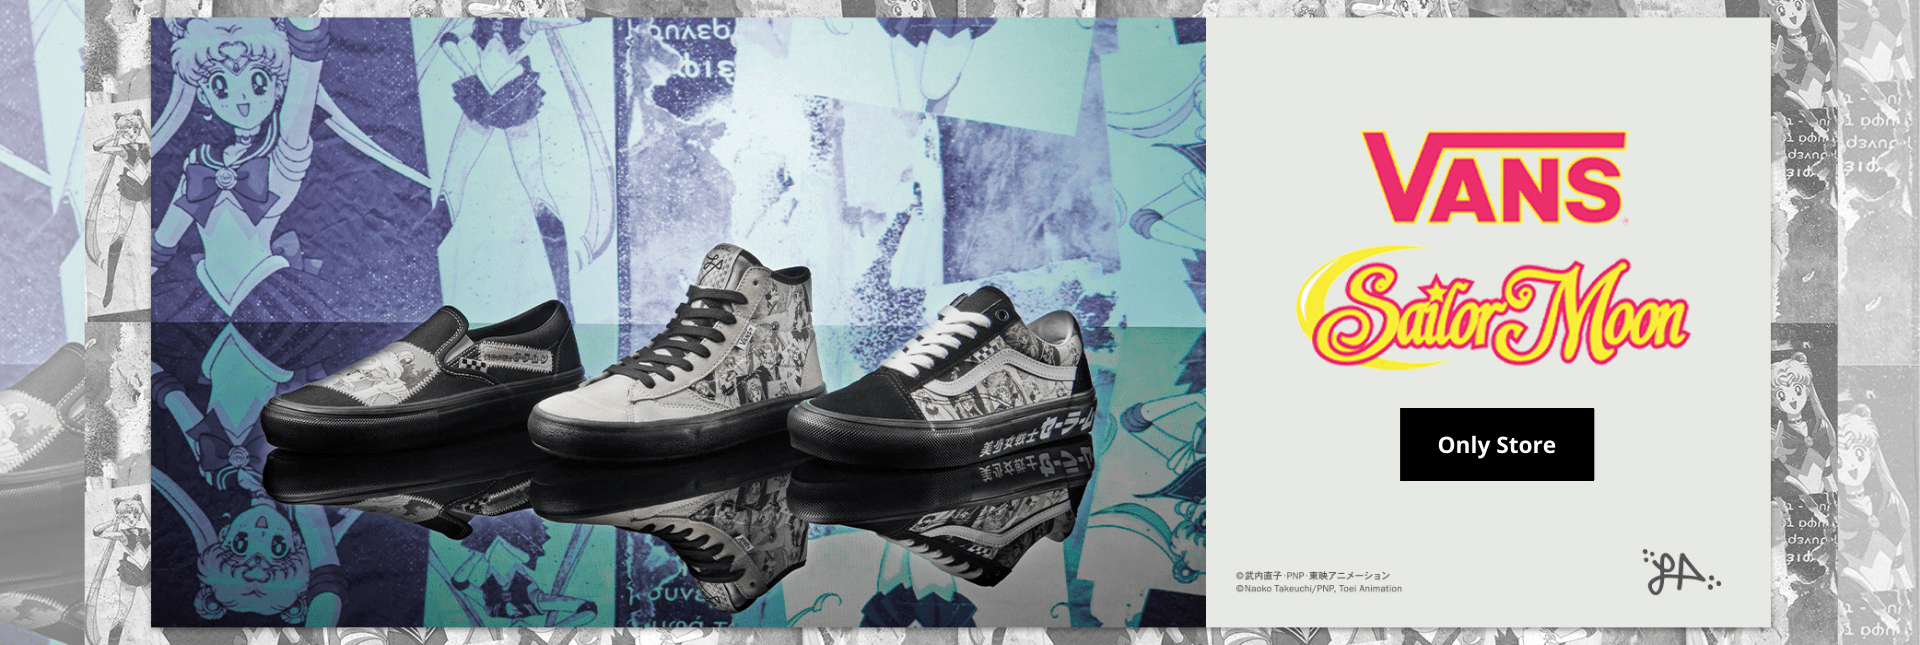 VANS
Sailor Moon
Only Store
美少女戦士セーラームーン
©武内直子·PNP·東映アニメーション
©Naoko Takeuchi/PNP, Toei Animation